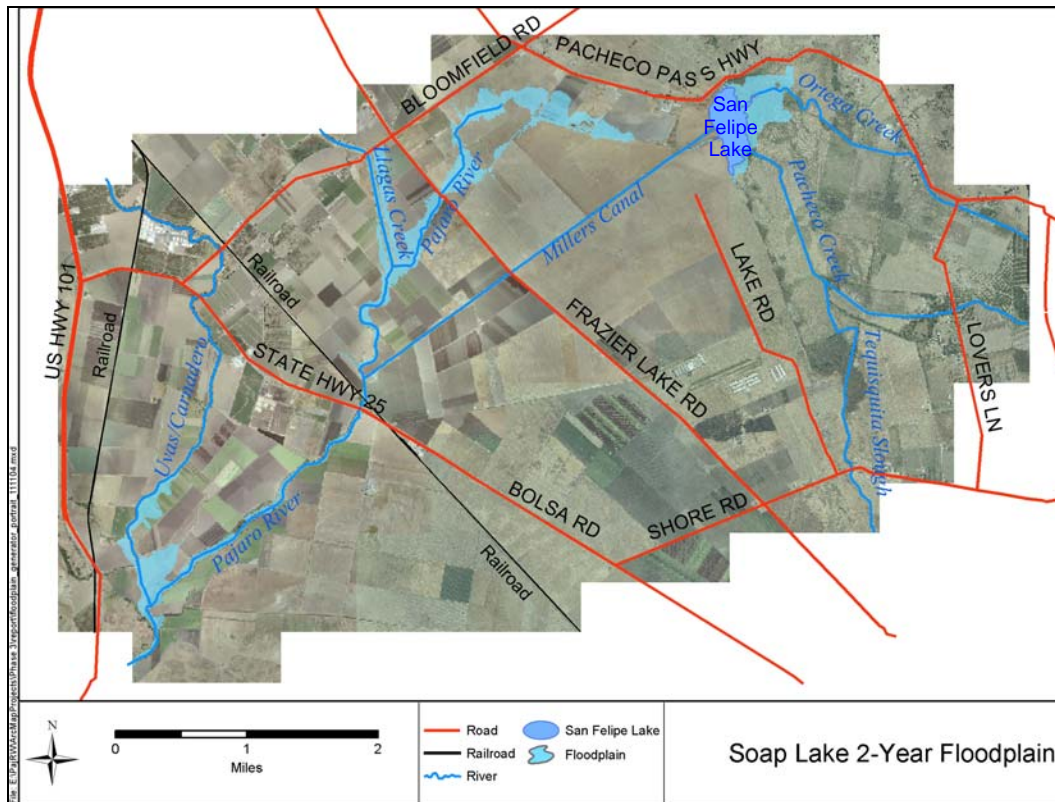 BLOOMFIELD RD
PACHECO PASS HWY
San
Felipe
Lake
Ortega Creek
Llagas Creek
Pajaro River
Millers Canal
Pacheco Creek
US HWY 101
Railroad
Railroad
LAKE RD
FRAZIER LAKE RD
LOVERS LN
STATE HWY 25
Uvas/Carnadero
Tequisquita Slough
Pajaro River
BOLSA RD
SHORE RD
Railroad
N
0 1 2
Miles
Road
Railroad
River
San Felipe Lake
Floodplain
Soap Lake 2-Year Floodplain